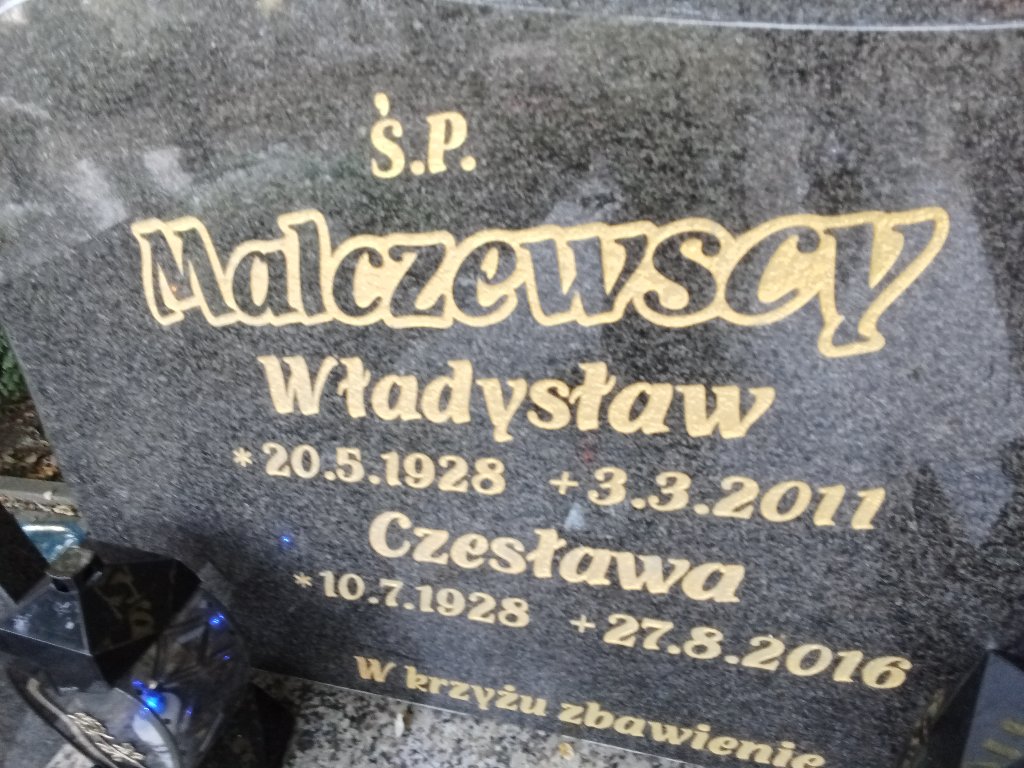 Ś.P.
Malczewscy
Władysław
*20.5.1928 +3.3.2011
Czesława
*10.7.1928 +27.8.2016
W krzyżu zbawienie